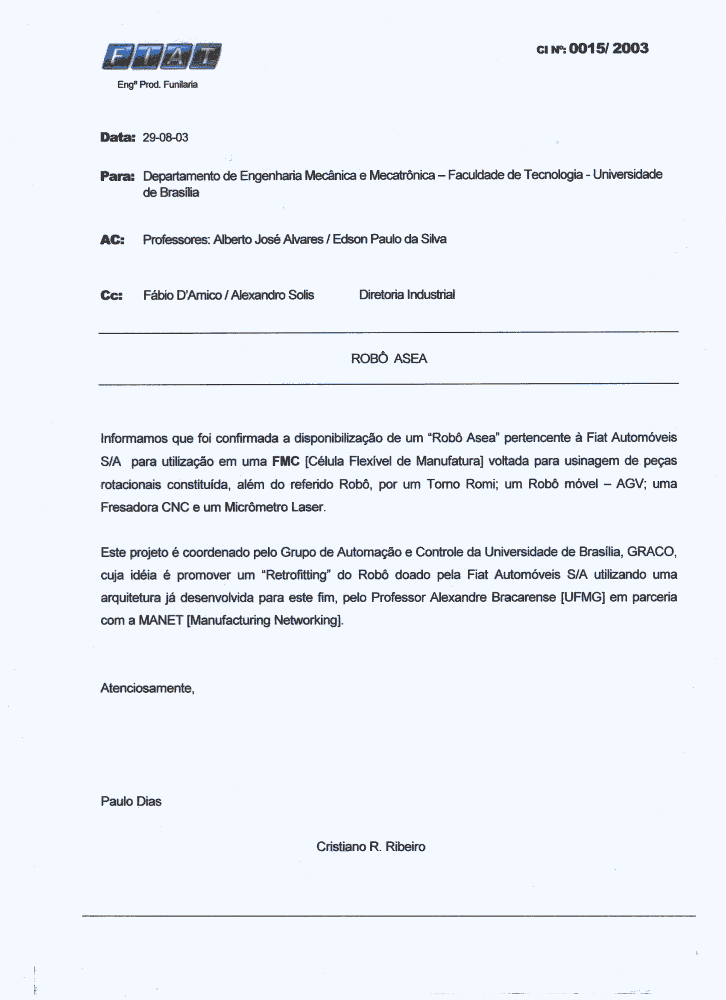 FIAT
CI Nº: 0015/ 2003
Engª Prod. Funilaria
Data: 29-08-03
Para: Departamento de Engenharia Mecânica e Mecatrônica – Faculdade de Tecnologia - Universidade
de Brasília
AC: Professores: Alberto José Alvares / Edson Paulo da Silva
Cc: Fábio D'Amico / Alexandro Solis Diretoria Industrial
ROBÔ ASEA
Informamos que foi confirmada a disponibilização de um “Robô Asea” pertencente à Fiat Automóveis
S/A para utilização em uma FMC [Célula Flexível de Manufatura] voltada para usinagem de peças
rotacionais constituída, além do referido Robô, por um Torno Romi; um Robô móvel – AGV; uma
Fresadora CNC e um Micrômetro Laser.
Este projeto é coordenado pelo Grupo de Automação e Controle da Universidade de Brasília, GRACO,
cuja idéia é promover um “Retrofitting” do Robô doado pela Fiat Automóveis S/A utilizando uma
arquitetura já desenvolvida para este fim, pelo Professor Alexandre Bracarense [UFMG] em parceria
com a MANET [Manufacturing Networking].
Atenciosamente,
Paulo Dias
Cristiano R. Ribeiro